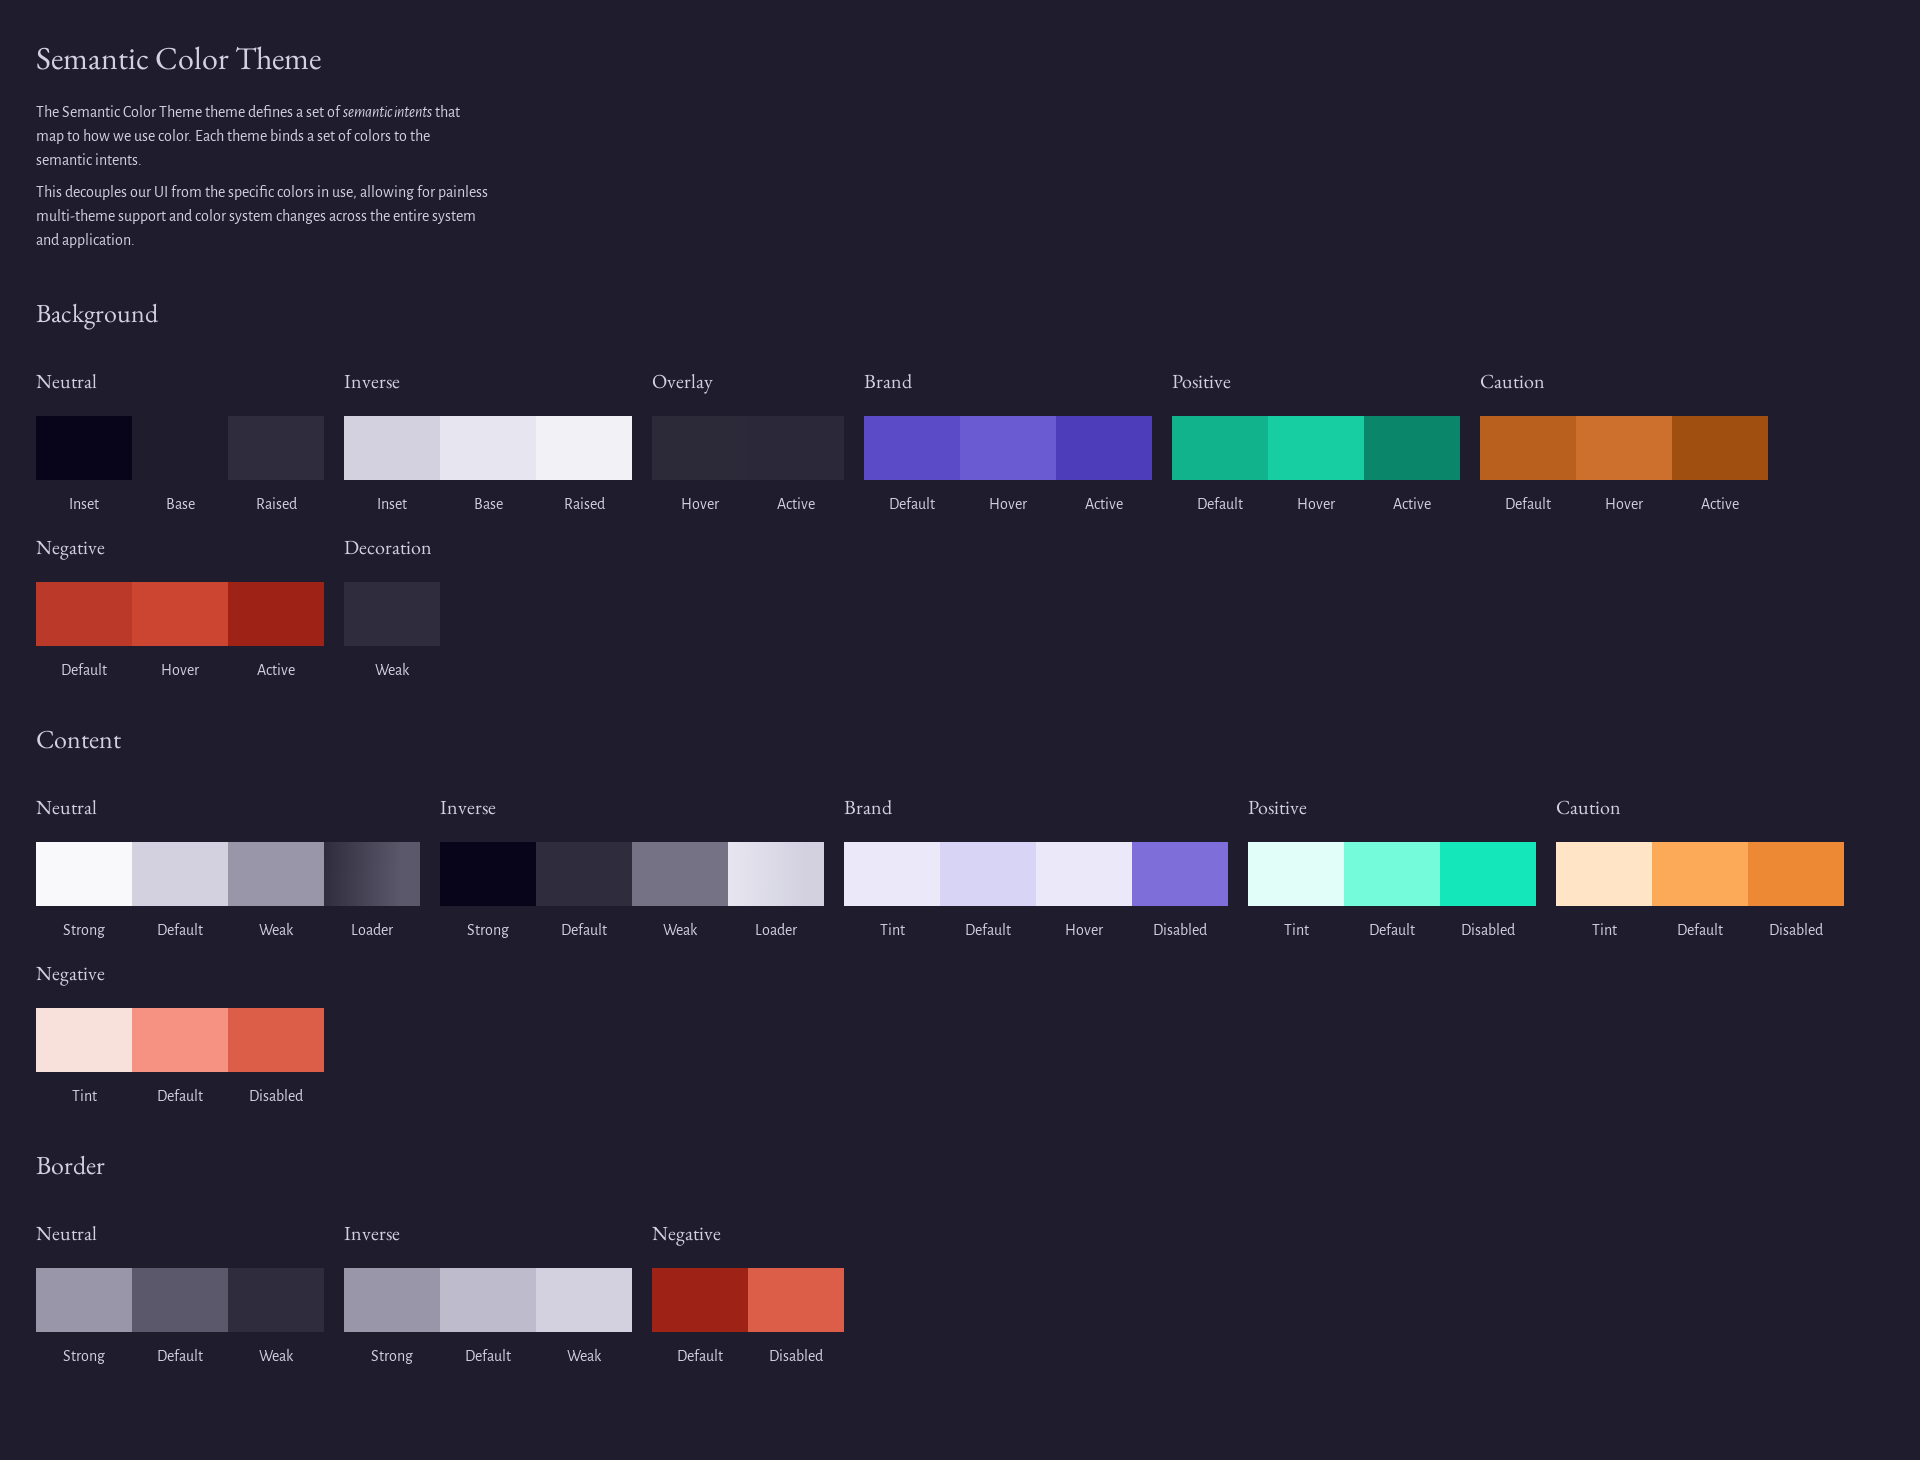 Semantic Color Theme
The Semantic Color Theme theme defines a set of semantic intents that
map to how we use color. Each theme binds a set of colors to the
semantic intents.
This decouples our UI from the specific colors in use, allowing for painless
multi-theme support and color system changes across the entire system
and application.
Background
Neutral Inverse Overlay Brand Positive Caution
Inset Base Raised Inset Base Raised Hover Active Default Hover Active Default Hover Active Default Hover Active
Negative Decoration
Default Hover Active Weak
Content
Neutral Inverse Brand Positive Caution
Strong Default Weak Loader Strong Default Weak Loader Tint Default Hover Disabled Tint Default Disabled Tint Default Disabled
Negative
Tint Default Disabled
Border
Neutral Inverse Negative
Strong Default Weak Strong Default Weak Default Disabled